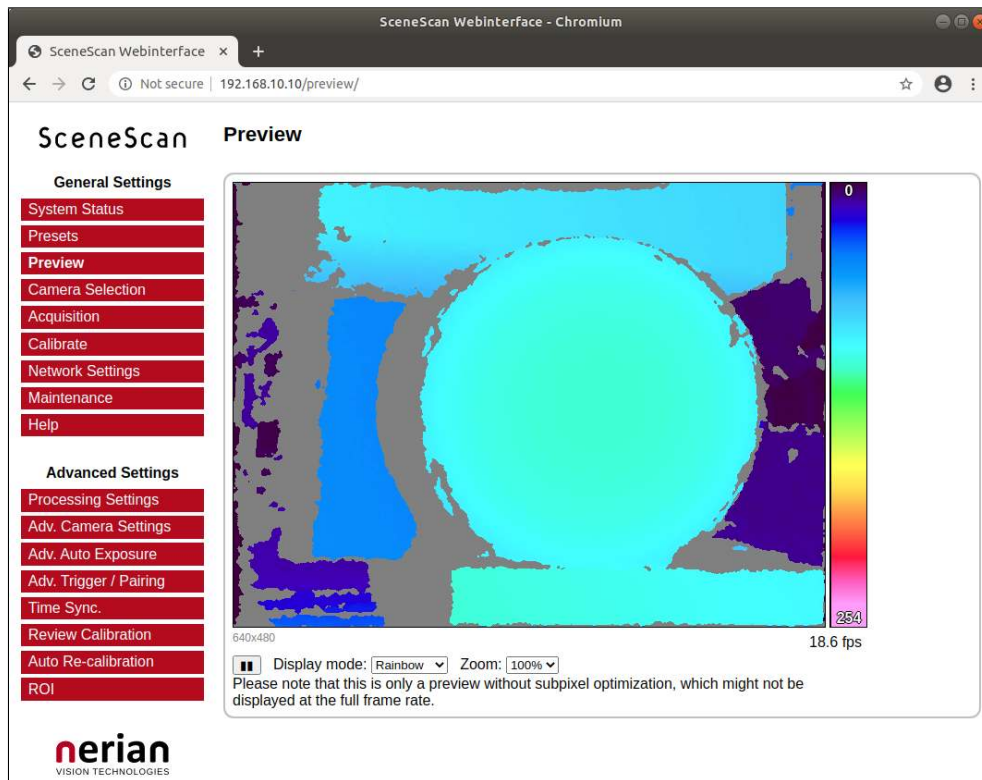 SceneScan Webinterface - Chromium
SceneScan Webinterface
Not secure
192.168.10.10/preview/
SceneScan
General Settings
System Status
Presets
Preview
Camera Selection
Acquisition
Calibrate
Network Settings
Maintenance
Help
Advanced Settings
Processing Settings
Adv. Camera Settings
Adv. Auto Exposure
Adv. Trigger / Pairing
Time Sync.
Review Calibration
Auto Re-calibration
ROI
nerian
VISION TECHNOLOGIES
Preview
0
254
640x480
18.6 fps
Display mode: Rainbow Zoom: 100%
Please note that this is only a preview without subpixel optimization, which might not be
displayed at the full frame rate.